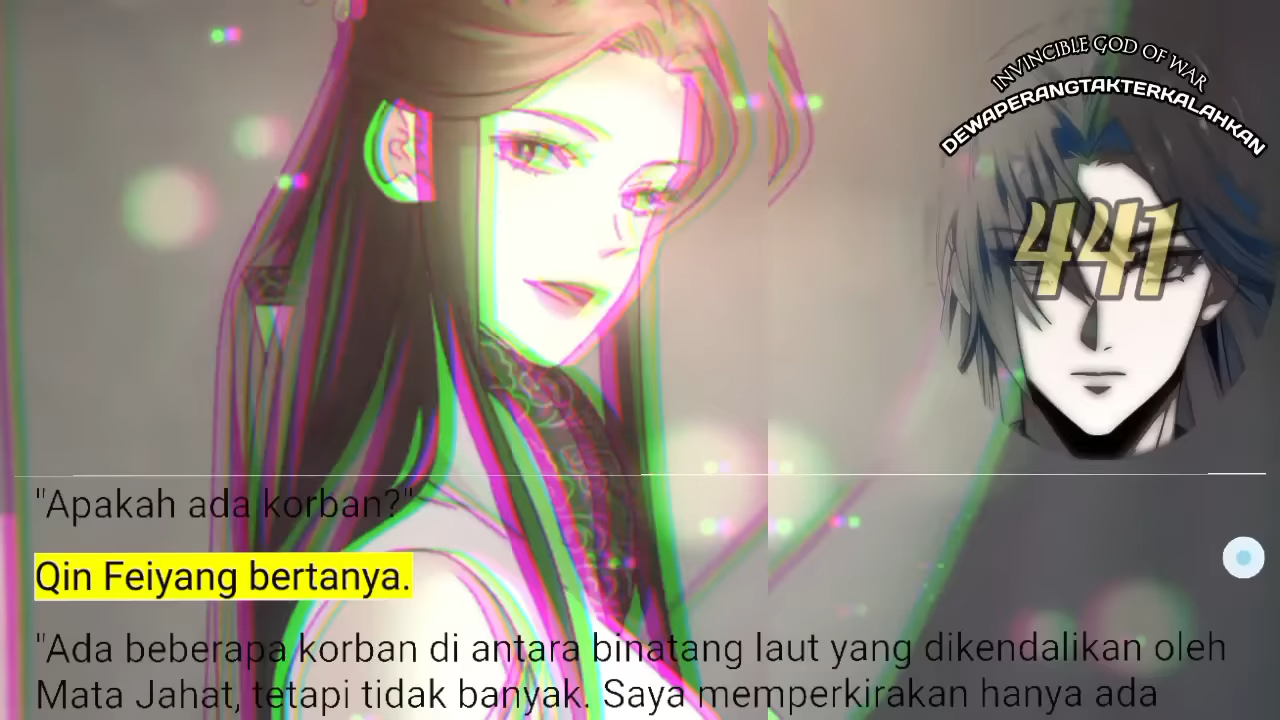 INVINCIBLE GOD OF WAR
DEWAPERANGTAKTERKALAHKAN
441
"Apakah ada korban?"
Qin Feiyang bertanya.
"Ada beberapa korban di antara binatang laut yang dikendalikan oleh
Mata Jahat, tetapi tidak banyak. Saya memperkirakan hanya ada